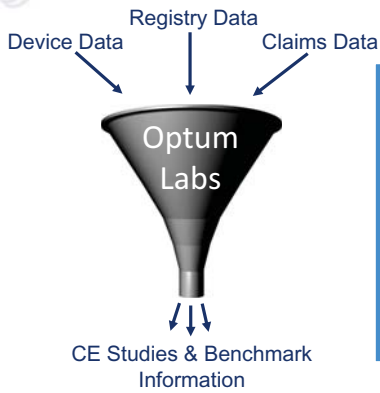 Registry Data
Device Data
Claims Data
Optum
Labs
CE Studies & Benchmark
Information